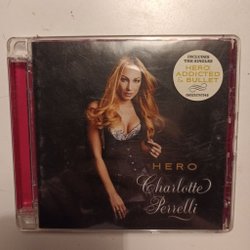 INCLUDES
THE SINGLES
HERO
ADDICTED
& BULLET
HERO
Charlotte
Perrelli